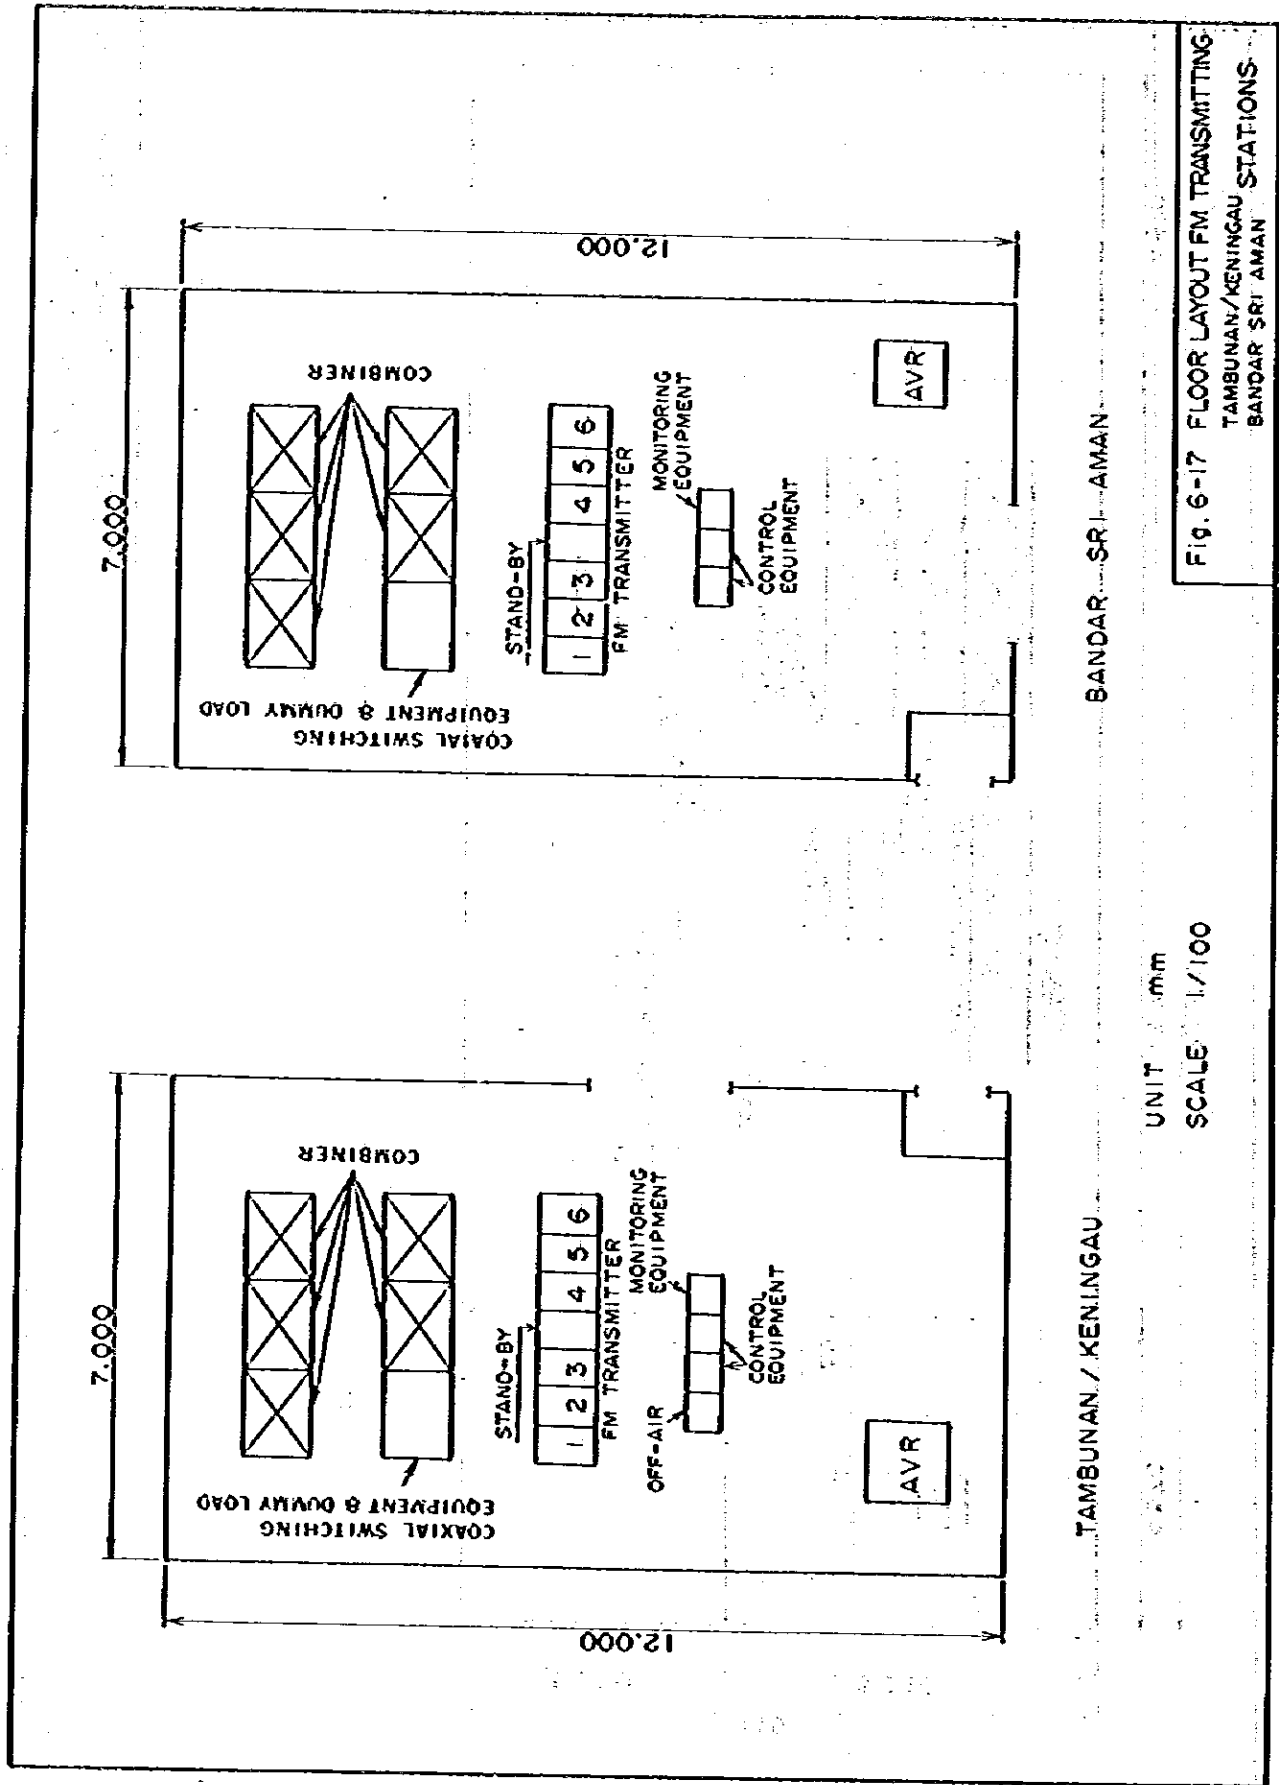 7.000
12.000
COMBINER
COAXIAL SWITCHING
EQUIPMENT & DUMMY LOAD
STAND-BY
1 2 3 4 5 6
FM TRANSMITTER
OFF-AIR
MONITORING
EQUIPMENT
CONTROL
EQUIPMENT
AVR
TAMBUNAN / KENINGAU
7.000
12.000
COMBINER
COAXIAL SWITCHING
EQUIPMENT & DUMMY LOAD
STAND-BY
1 2 3 4 5 6
FM TRANSMITTER
MONITORING
EQUIPMENT
CONTROL
EQUIPMENT
AVR
BANDAR SRI AMAN
UNIT mm
SCALE 1/100
Fig. 6-17 FLOOR LAYOUT FM TRANSMITTING
TAMBUNAN/KENINGAU STATIONS
BANDAR SRI AMAN